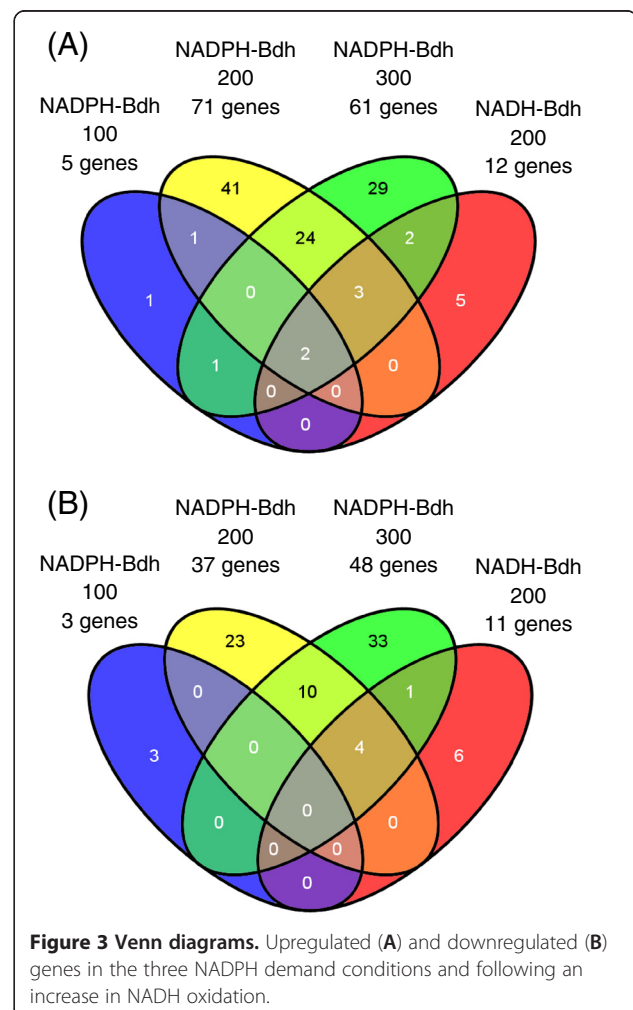 (A)
NADPH-Bdh
200
71 genes
NADPH-Bdh
300
61 genes
NADPH-Bdh
100
5 genes
NADH-Bdh
200
12 genes
41
29
1
24
2
1
0
3
5
1
2
0
0
0
0
(B)
NADPH-Bdh
200
37 genes
NADPH-Bdh
300
48 genes
NADPH-Bdh
100
3 genes
NADH-Bdh
200
11 genes
23
33
0
10
1
3
0
4
6
0
0
0
0
0
0
Figure 3 Venn diagrams. Upregulated (A) and downregulated (B)
genes in the three NADPH demand conditions and following an
increase in NADH oxidation.